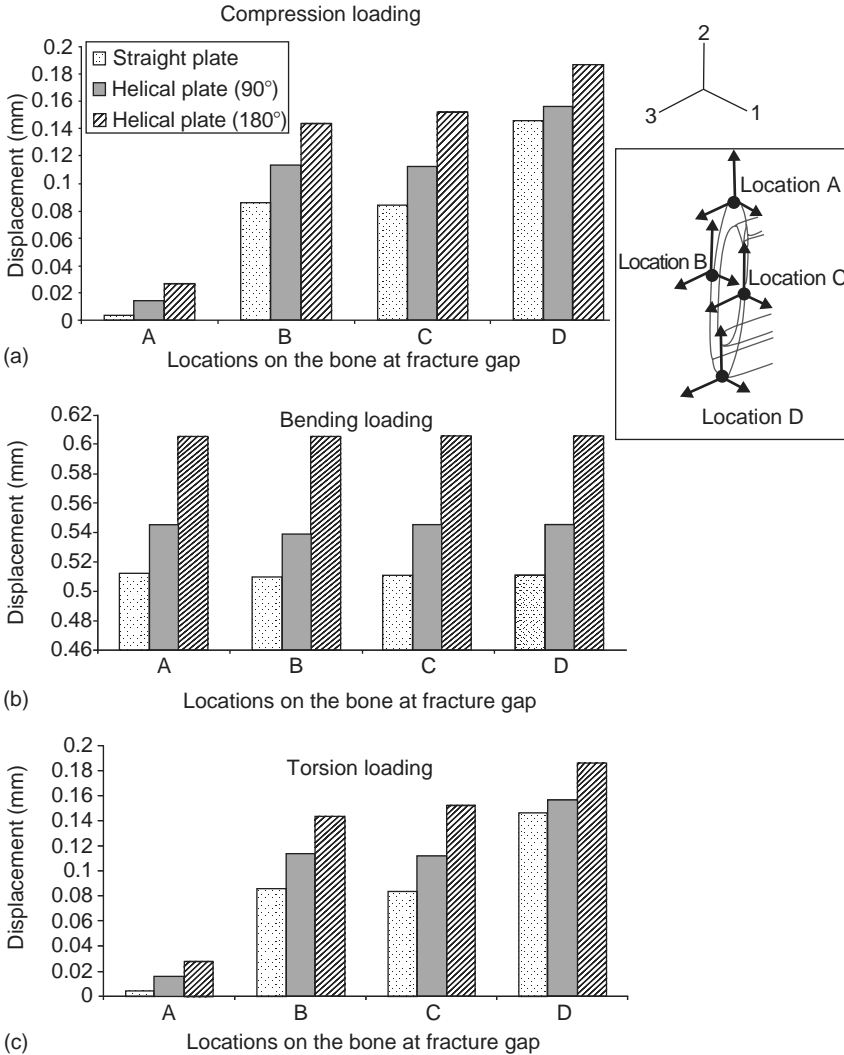 Compression loading
Displacement (mm)
0.2
0.18
0.16
0.14
0.12
0.1
0.08
0.06
0.04
0.02
0
Straight plate
Helical plate (90°)
Helical plate (180°)
A B C D
(a) Locations on the bone at fracture gap
2
3 1
Location A
Location B
Location C
Location D
Bending loading
Displacement (mm)
0.62
0.6
0.58
0.56
0.54
0.52
0.5
0.48
0.46
A B C D
(b) Locations on the bone at fracture gap
Torsion loading
Displacement (mm)
0.2
0.18
0.16
0.14
0.12
0.1
0.08
0.06
0.04
0.02
0
A B C D
(c) Locations on the bone at fracture gap